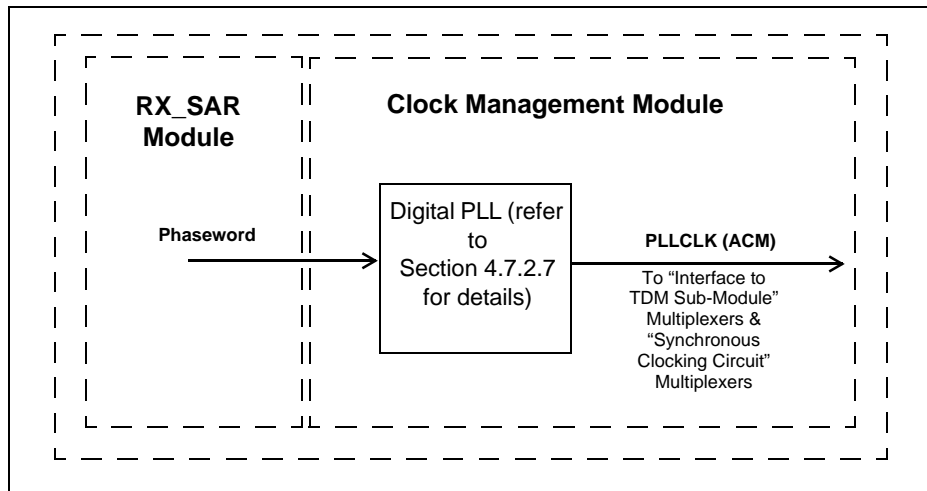 RX_SAR
Module
Clock Management Module
Phaseword
Digital PLL (refer
to
Section 4.7.2.7
for details)
PLLCLK (ACM)
To “Interface to
TDM Sub-Module”
Multiplexers &
“Synchronous
Clocking Circuit”
Multiplexers